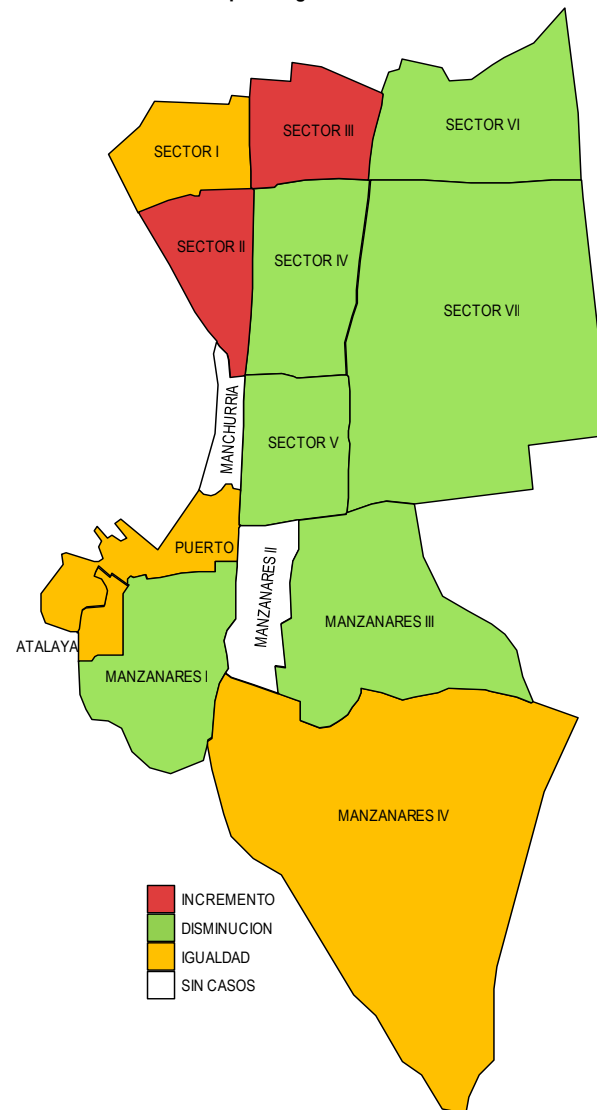 SECTOR VI
SECTOR III
SECTOR I
SECTOR II
SECTOR IV
SECTOR VII
MANCHURRIA
SECTOR V
PUERTO
MANZANARES II
MANZANARES III
ATALAYA
MANZANARES I
MANZANARES IV
INCREMENTO
DISMINUCION
IGUALDAD
SIN CASOS